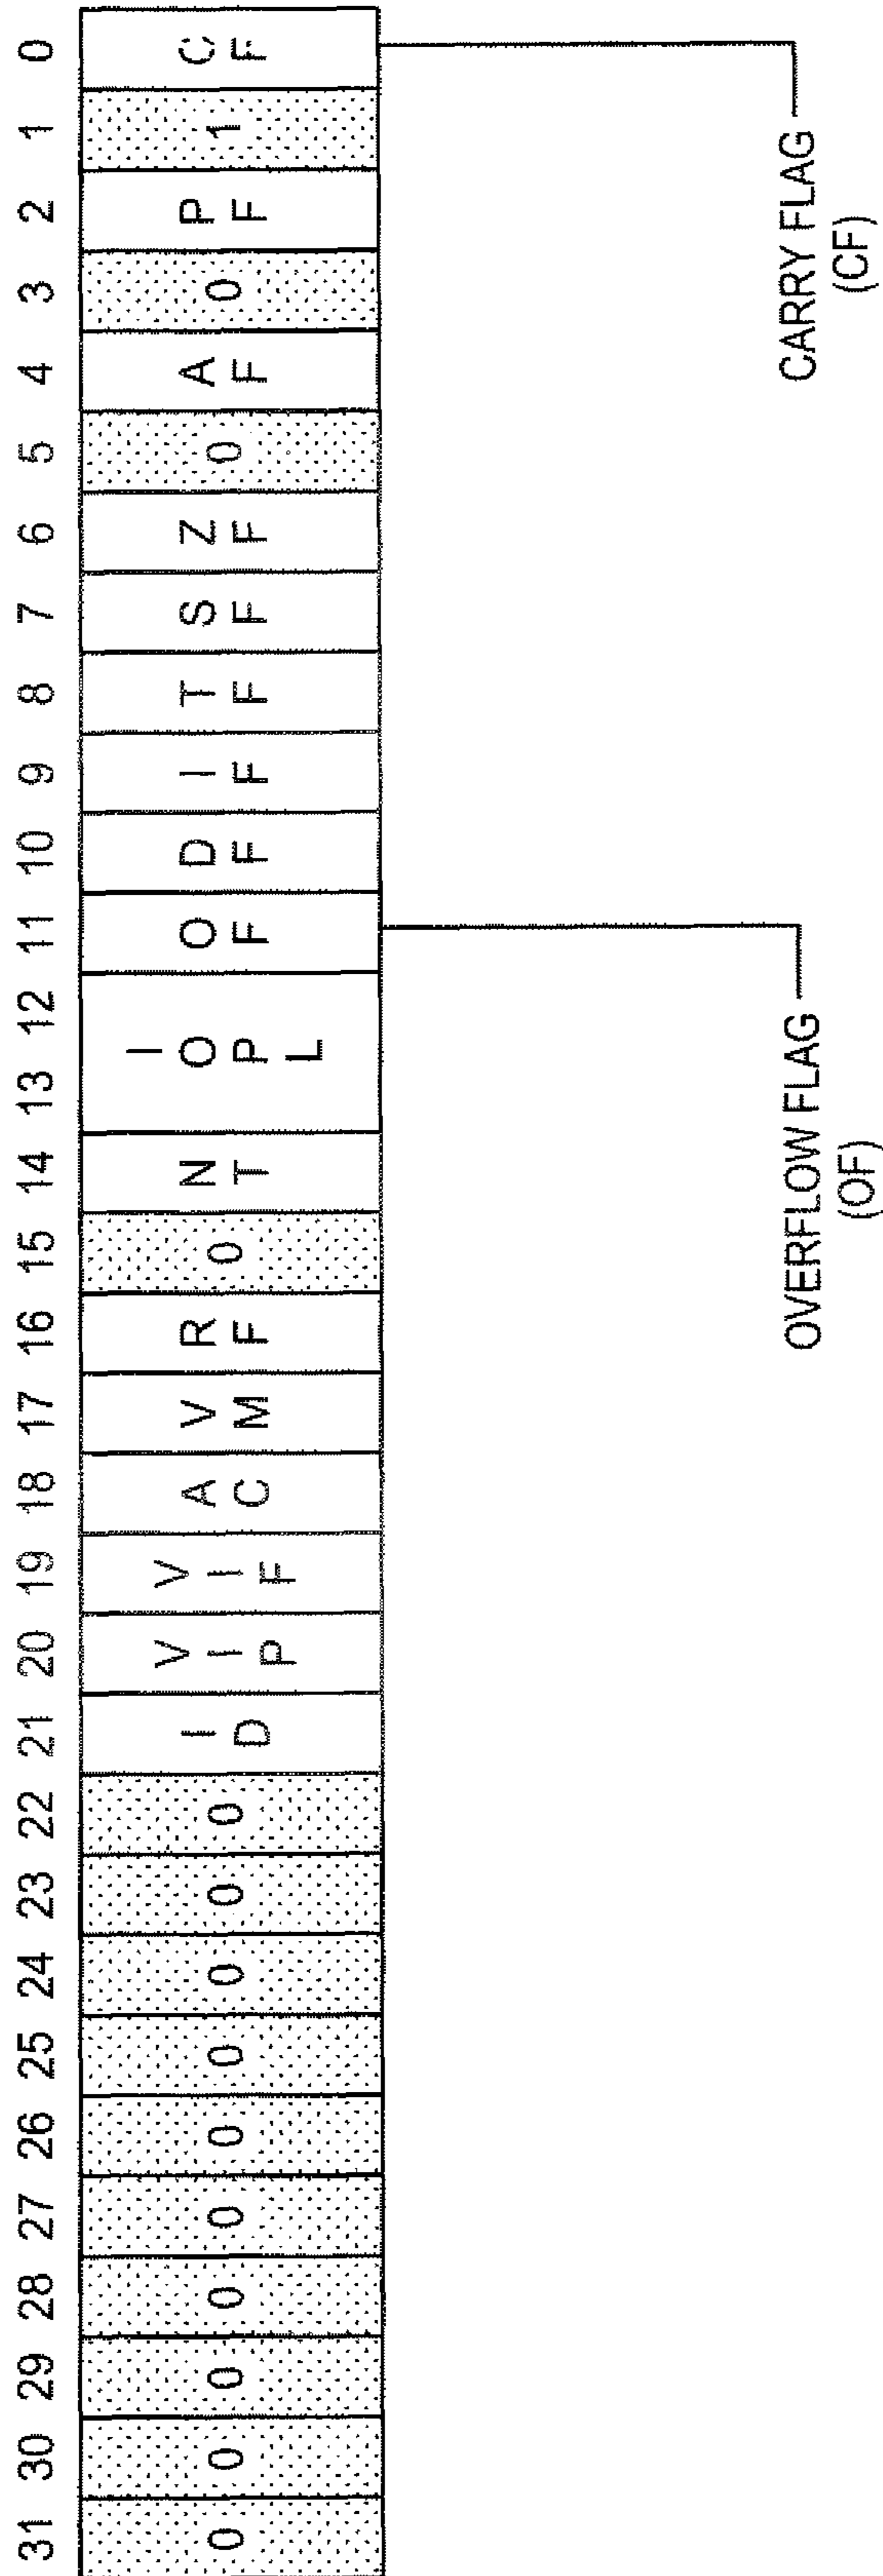 31 30 29 28 27 26 25 24 23 22 21 20 19 18 17 16 15 14 13 12 11 10 9 8 7 6 5 4 3 2 1 0
0 0 0 0 0 0 0 0 0 0 ID VIP VIF AC VM RF 0 NT IOPL OF DF IF TF SF ZF 0 AF 0 PF 1 CF
OVERFLOW FLAG
(OF)
CARRY FLAG
(CF)